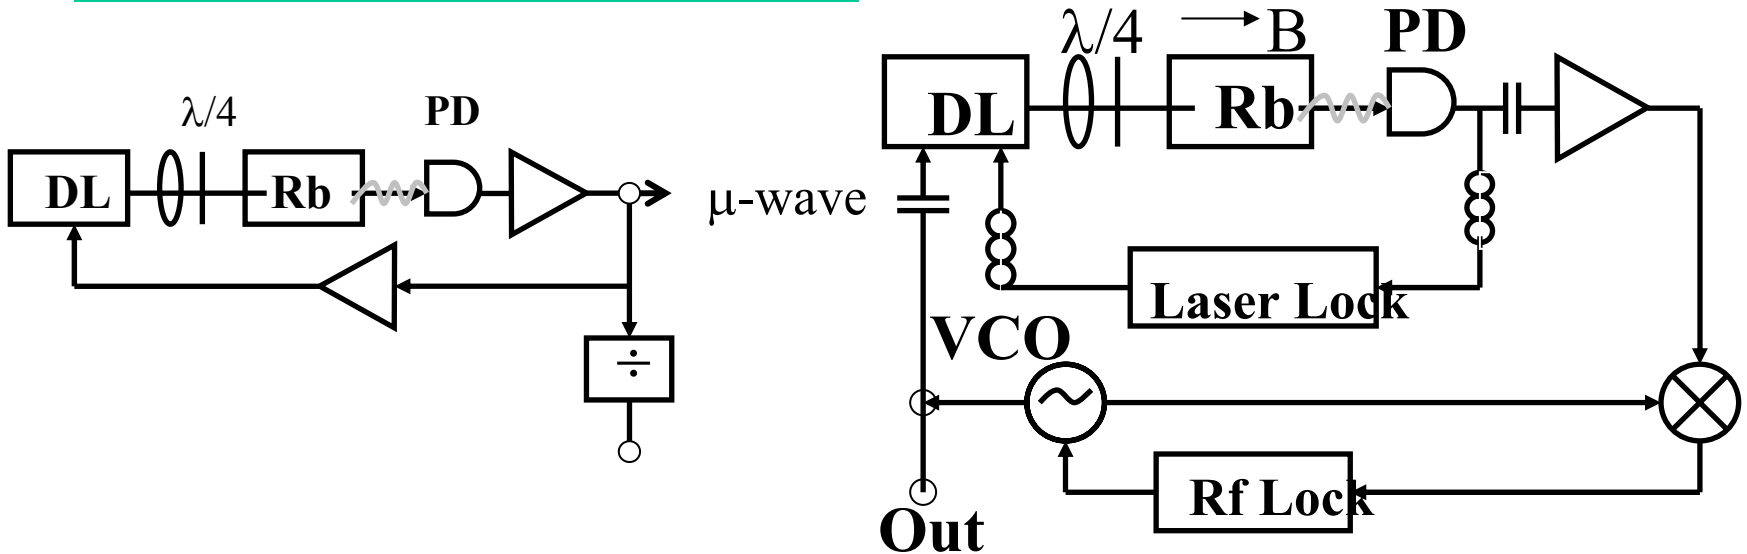 λ/4
PD
DL
Rb
μ-wave
÷
λ/4
B
PD
DL
Rb
Laser Lock
VCO
Rf Lock
Out